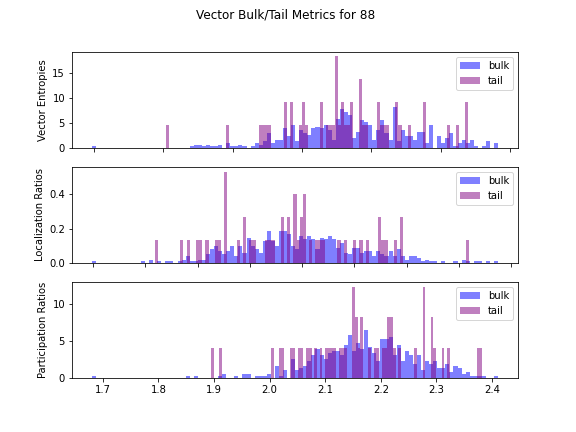 Vector Bulk/Tail Metrics for 88
Vector Entropies
15
10
5
0
bulk
tail
Localization Ratios
0.4
0.2
0.0
bulk
tail
Participation Ratios
10
5
0
bulk
tail
1.7 1.8 1.9 2.0 2.1 2.2 2.3 2.4